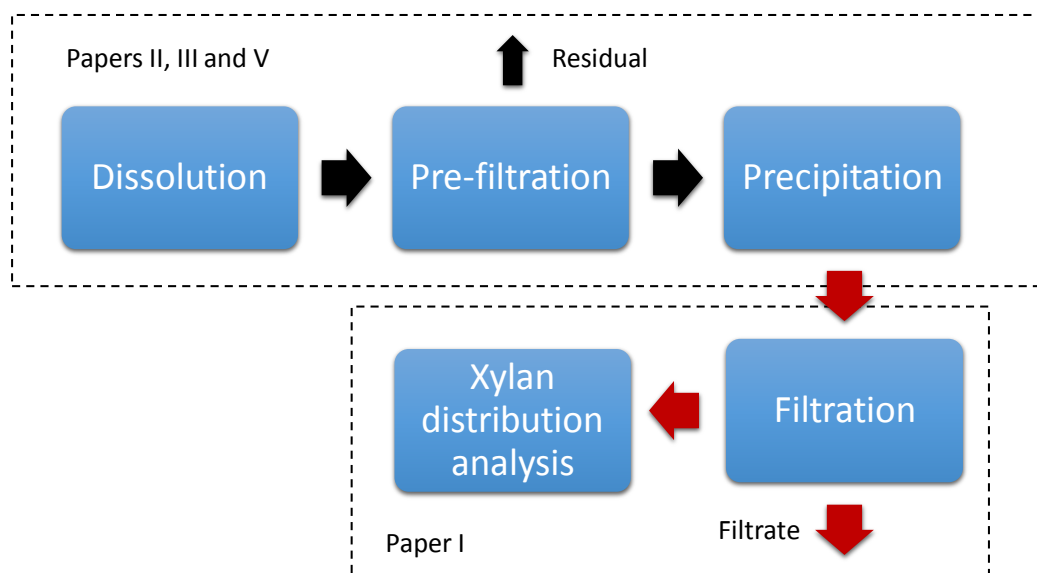 Papers II, III and V
Residual
Dissolution
Pre-filtration
Precipitation
Xylan
distribution
analysis
Filtration
Paper I
Filtrate